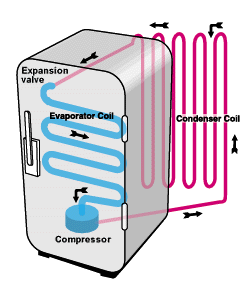 Expansion
valve
Evaporator Coil
Condenser Coil
Compressor